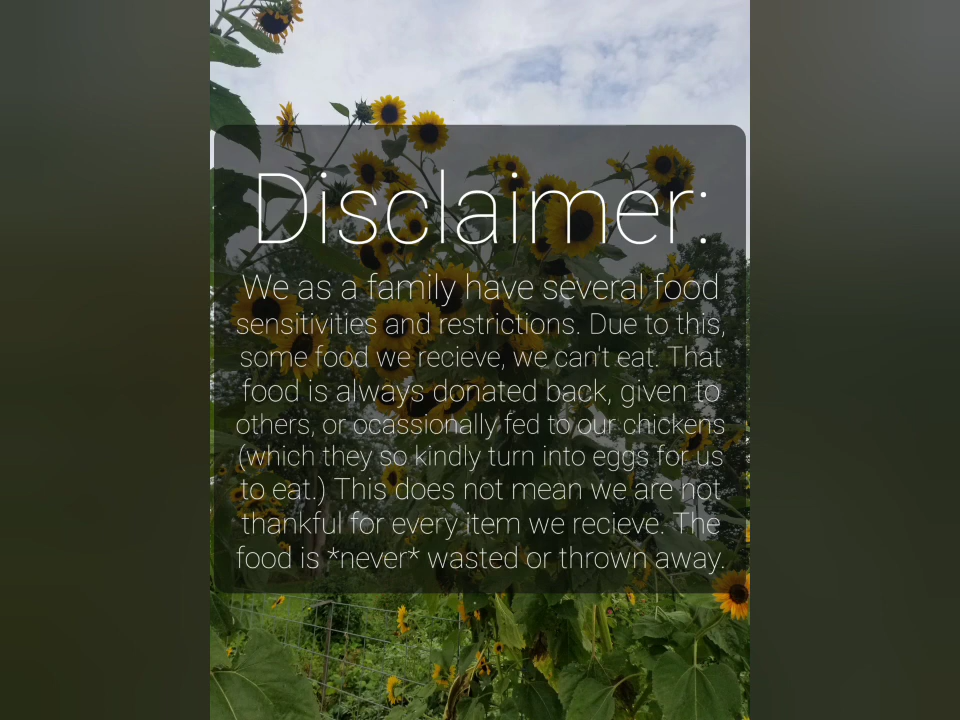 Disclaimer:
We as a family have several food
sensitivities and restrictions. Due to this,
some food we recieve, we can't eat. That
food is always donated back, given to
others, or ocassionally fed to our chickens
(which they so kindly turn into eggs for us
to eat.) This does not mean we are not
thankful for every item we recieve. The
food is *never* wasted or thrown away.